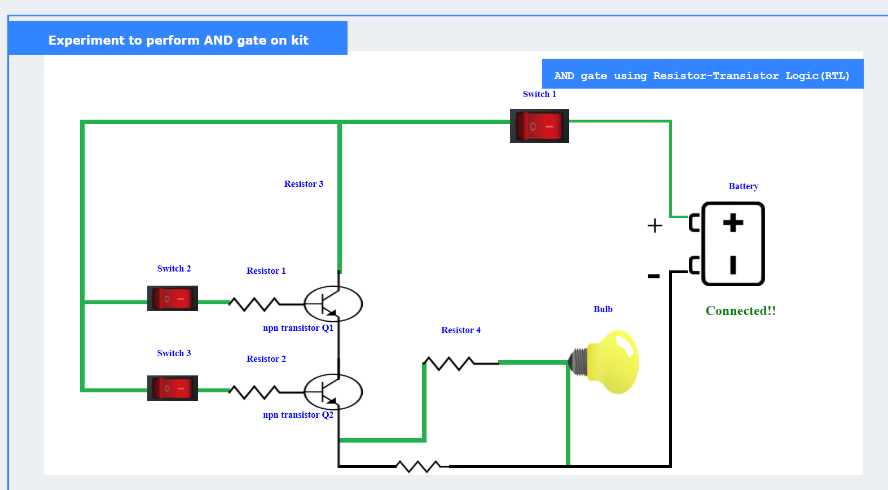 Experiment to perform AND gate on kit
AND gate using Resistor-Transistor Logic(RTL)
Switch 1
Resistor 3
Battery
+
+
Switch 2
Resistor 1
-
Bulb
Connected!!
npn transistor Q1
Resistor 4
Switch 3
Resistor 2
npn transistor Q2